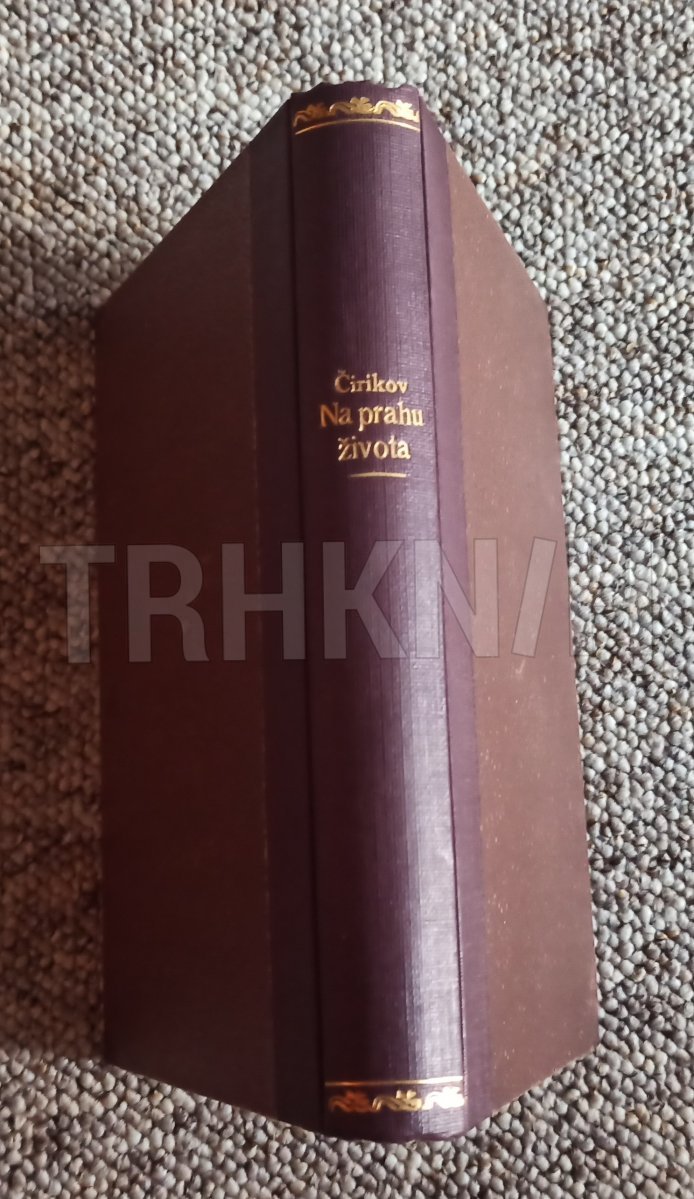 Čirikov
Na prahu
života
TRHKN/